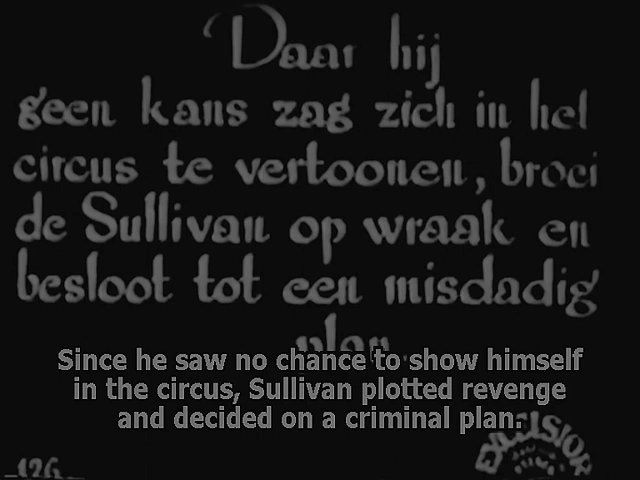 Daar hij
geen kans zag zich in het
circus te vertoonen, broei
de Sullivan op wraak en
besloot tot een misdadig
plan.
Since he saw no chance to show himself
in the circus, Sullivan plotted revenge
and decided on a criminal plan.
EXCELSIOR
126